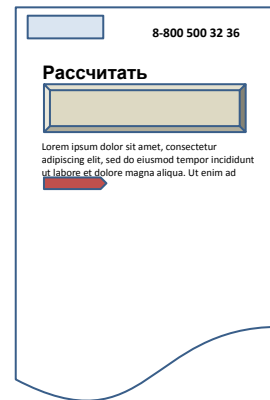 8-800 500 32 36
Рассчитать
Lorem ipsum dolor sit amet, consectetur
adipiscing elit, sed do eiusmod tempor incididunt
ut labore et dolore magna aliqua. Ut enim ad